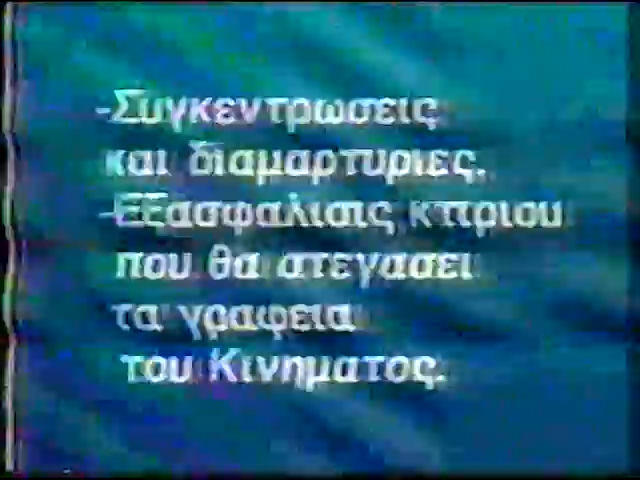 -Συγκεντρωσεις
και διαμαρτυριες.
-Εξασφαλισις κτιριου
που θα στεγασει
τα γραφεια
του Κινηματος.